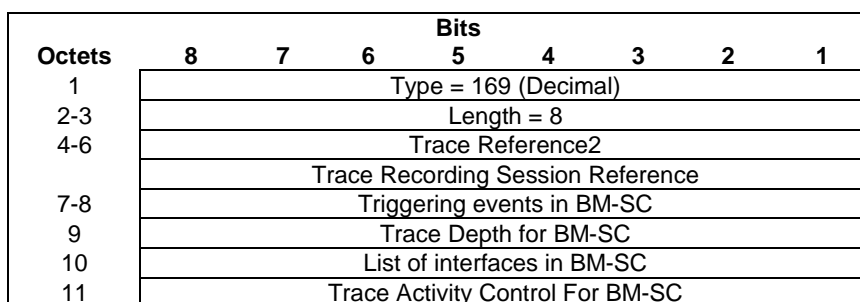 Bits
Octets 8 7 6 5 4 3 2 1
1 Type = 169 (Decimal)
2-3 Length = 8
4-6 Trace Reference2
Trace Recording Session Reference
7-8 Triggering events in BM-SC
9 Trace Depth for BM-SC
10 List of interfaces in BM-SC
11 Trace Activity Control For BM-SC